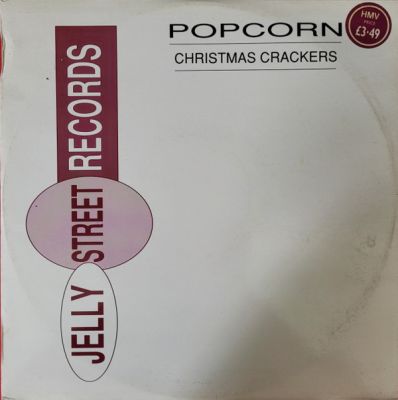 POPCORN
CHRISTMAS CRACKERS
HMV
PRICE
£3·49
JELLY STREET RECORDS